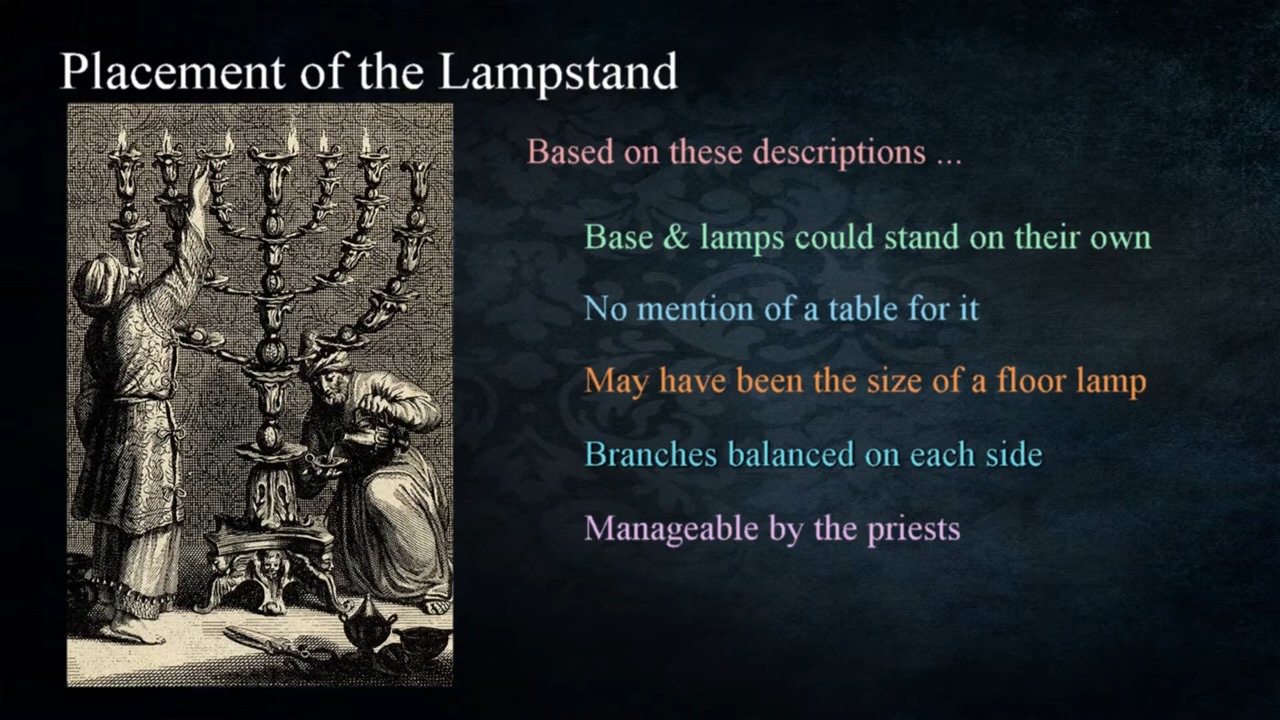 Placement of the Lampstand
Based on these descriptions ...
Base & lamps could stand on their own
No mention of a table for it
May have been the size of a floor lamp
Branches balanced on each side
Manageable by the priests